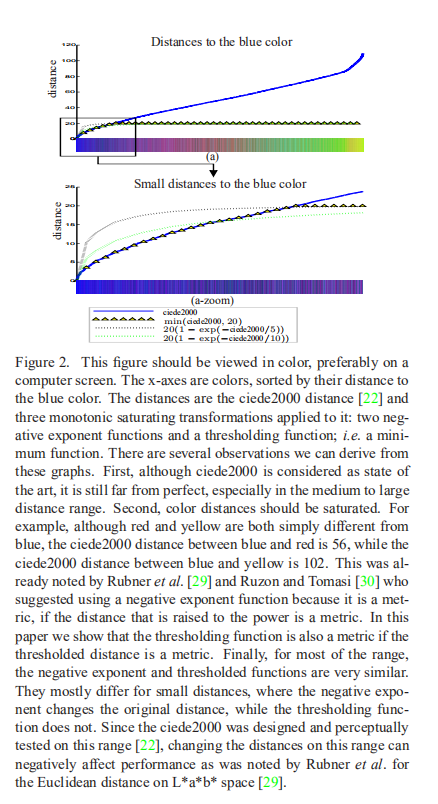 Distances to the blue color
120
100
80
60
40
20
0
distance
(a)
Small distances to the blue color
20
15
10
5
0
distance
(a-zoom)
ciede2000
min(ciede2000, 20)
20(1 − exp(−ciede2000/5))
20(1 − exp(−ciede2000/10))
Figure 2. This figure should be viewed in color, preferably on a
computer screen. The x-axes are colors, sorted by their distance to
the blue color. The distances are the ciede2000 distance [22] and
three monotonic saturating transformations applied to it: two neg-
ative exponent functions and a thresholding function; i.e. a mini-
mum function. There are several observations we can derive from
these graphs. First, although ciede2000 is considered as state of
the art, it is still far from perfect, especially in the medium to large
distance range. Second, color distances should be saturated. For
example, although red and yellow are both simply different from
blue, the ciede2000 distance between blue and red is 56, while the
ciede2000 distance between blue and yellow is 102. This was al-
ready noted by Rubner et al. [29] and Ruzon and Tomasi [30] who
suggested using a negative exponent function because it is a met-
ric, if the distance that is raised to the power is a metric. In this
paper we show that the thresholding function is also a metric if the
thresholded distance is a metric. Finally, for most of the range,
the negative exponent and thresholded functions are very similar.
They mostly differ for small distances, where the negative expo-
nent changes the original distance, while the thresholding func-
tion does not. Since the ciede2000 was designed and perceptually
tested on this range [22], changing the distances on this range can
negatively affect performance as was noted by Rubner et al. for
the Euclidean distance on L*a*b* space [29].